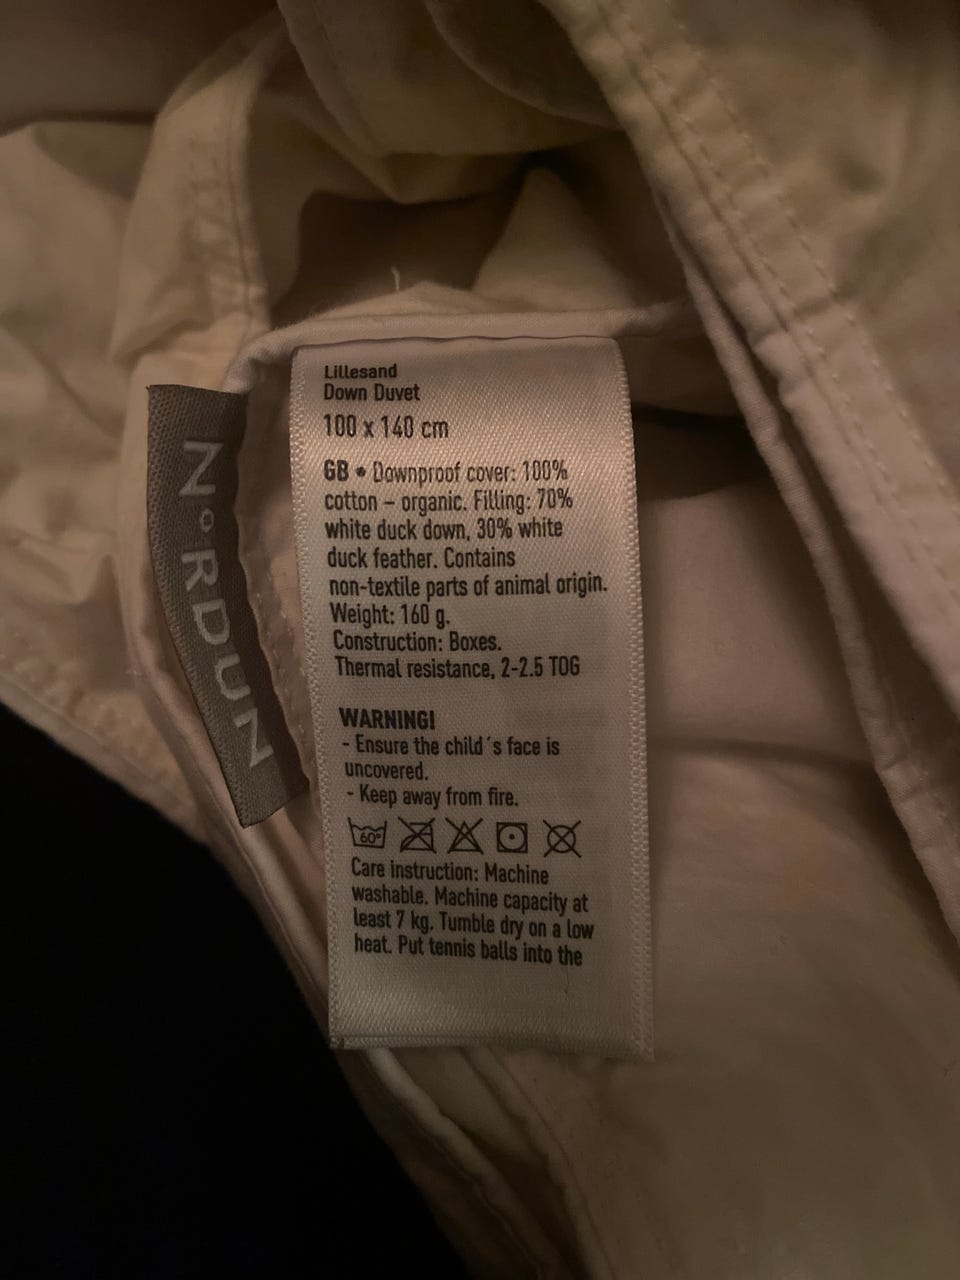 Lillesand
Down Duvet
100 x 140 cm
GB • Downproof cover: 100%
cotton – organic. Filling: 70%
white duck down, 30% white
duck feather. Contains
non-textile parts of animal origin.
Weight: 160 g.
Construction: Boxes.
Thermal resistance, 2-2.5 TOG
WARNING!
- Ensure the child´s face is
uncovered.
- Keep away from fire.
60°
Care instruction: Machine
washable. Machine capacity at
least 7 kg. Tumble dry on a low
heat. Put tennis balls into the
N°RDUN